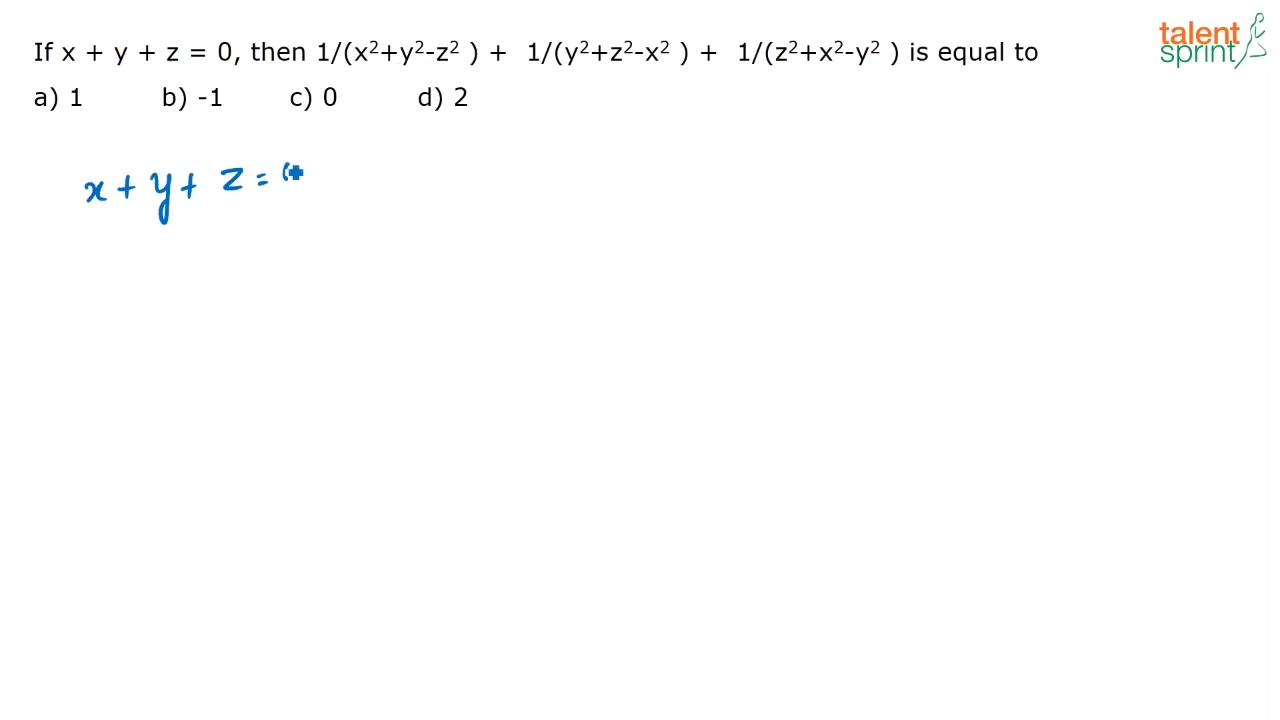 If x + y + z = 0, then 1/(x²+y²-z² ) + 1/(y²+z²-x² ) + 1/(z²+x²-y² ) is equal to
a) 1 b) -1 c) 0 d) 2
talent
sprint
x + y + z =